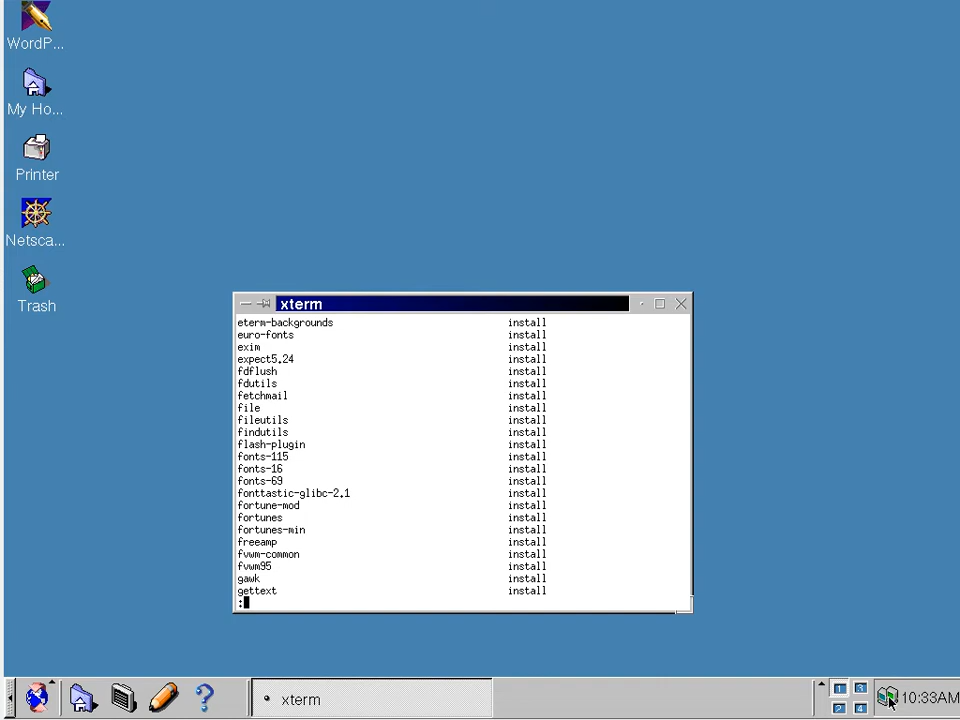 WordP...
My Ho...
Printer
Netsca...
Trash
xterm
eterm-backgrounds install
euro-fonts install
exim install
expect5.24 install
fdflush install
fdutils install
fetchmail install
file install
fileutils install
findutils install
flash-plugin install
fonts-115 install
fonts-16 install
fonts-69 install
fonttastic-glibc-2.1 install
fortune-mod install
fortunes install
fortunes-min install
freeamp install
fvwm-common install
fvwm95 install
gawk install
gettext install
:
xterm
1 3
2 4
10:33AM